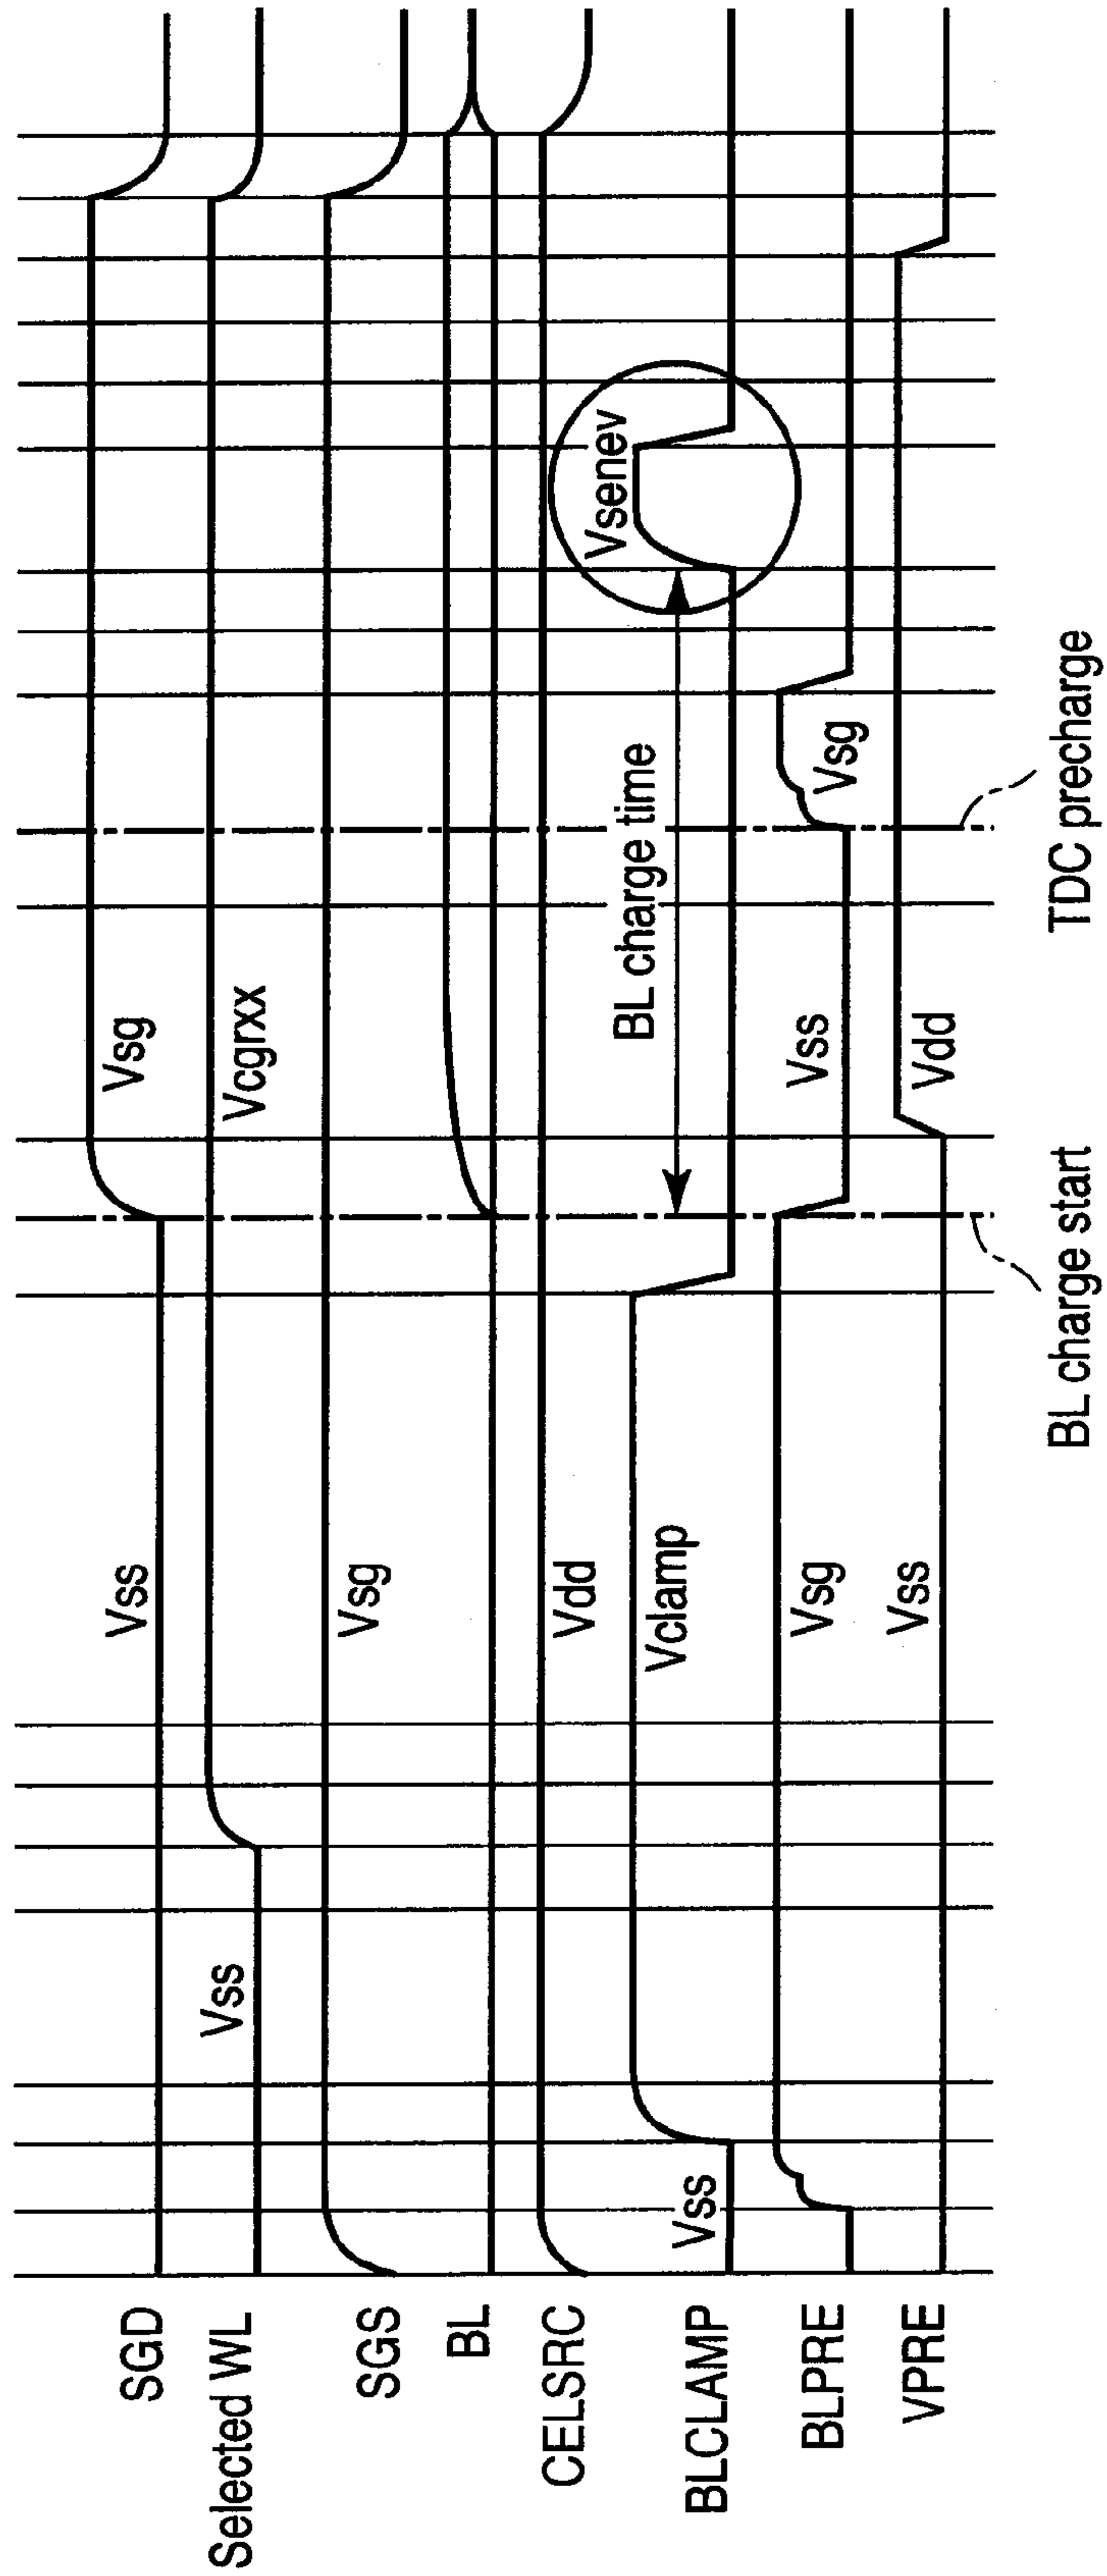 SGD
Vss
Vsg
Selected WL
Vss
Vcgrxx
SGS
Vsg
BL
CELSRC
Vdd
BLCLAMP
Vss
Vclamp
BL charge time
Vsenev
BLPRE
Vsg
Vss
Vsg
VPRE
Vss
Vdd
BL charge start
TDC precharge